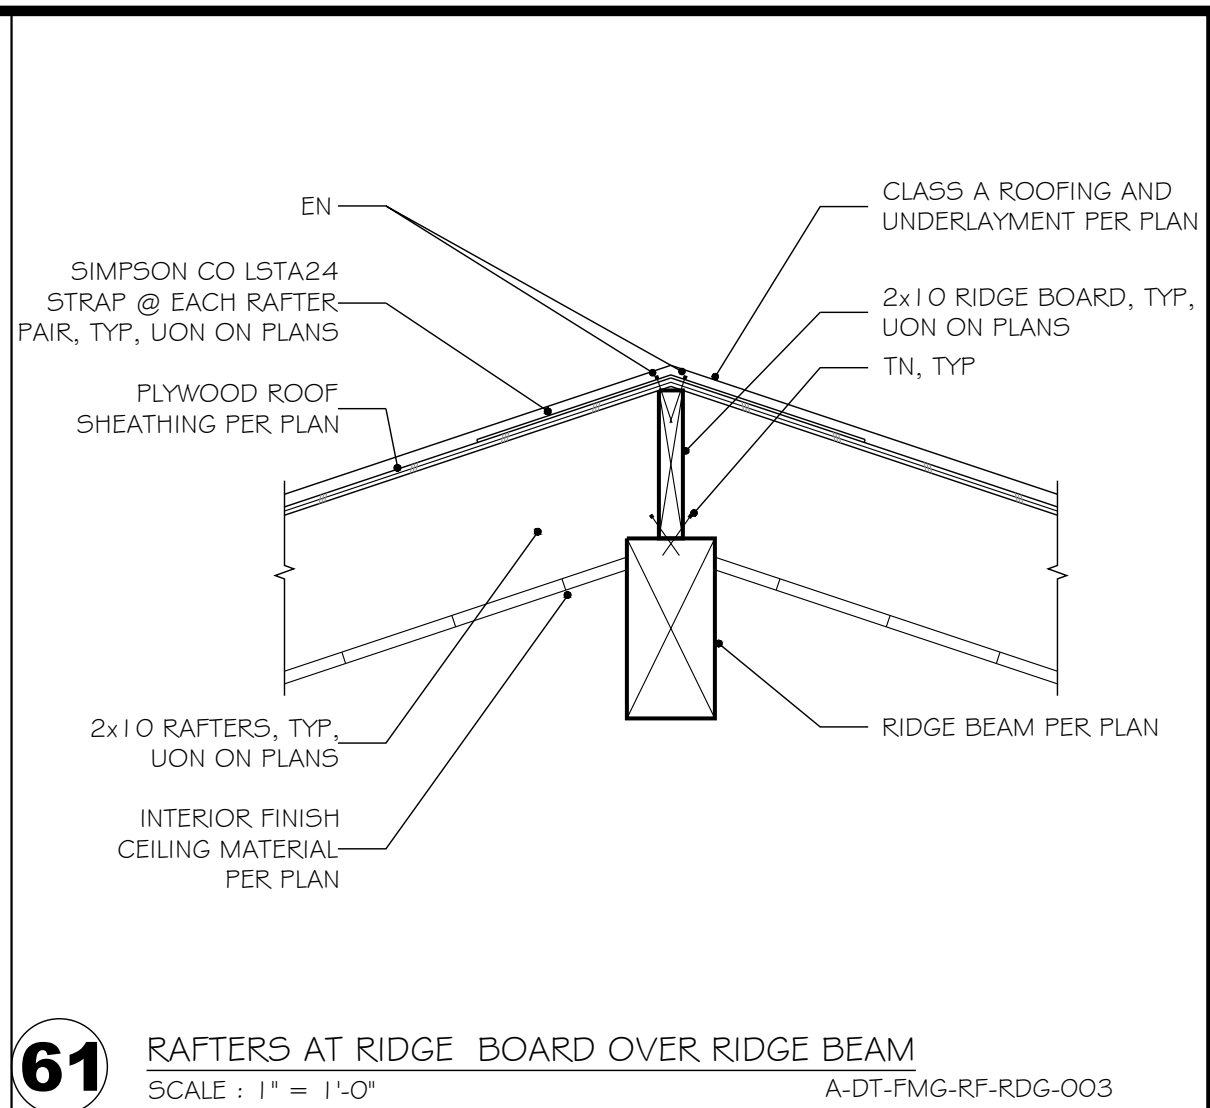 EN
SIMPSON CO LSTA24
STRAP @ EACH RAFTER
PAIR, TYP, UON ON PLANS
PLYWOOD ROOF
SHEATHING PER PLAN
CLASS A ROOFING AND
UNDERLAYMENT PER PLAN
2x10 RIDGE BOARD, TYP,
UON ON PLANS
TN, TYP
2x10 RAFTERS, TYP,
UON ON PLANS
INTERIOR FINISH
CEILING MATERIAL
PER PLAN
RIDGE BEAM PER PLAN
61
RAFTERS AT RIDGE BOARD OVER RIDGE BEAM
SCALE : 1" = 1'-0"
A-DT-FMG-RF-RDG-003